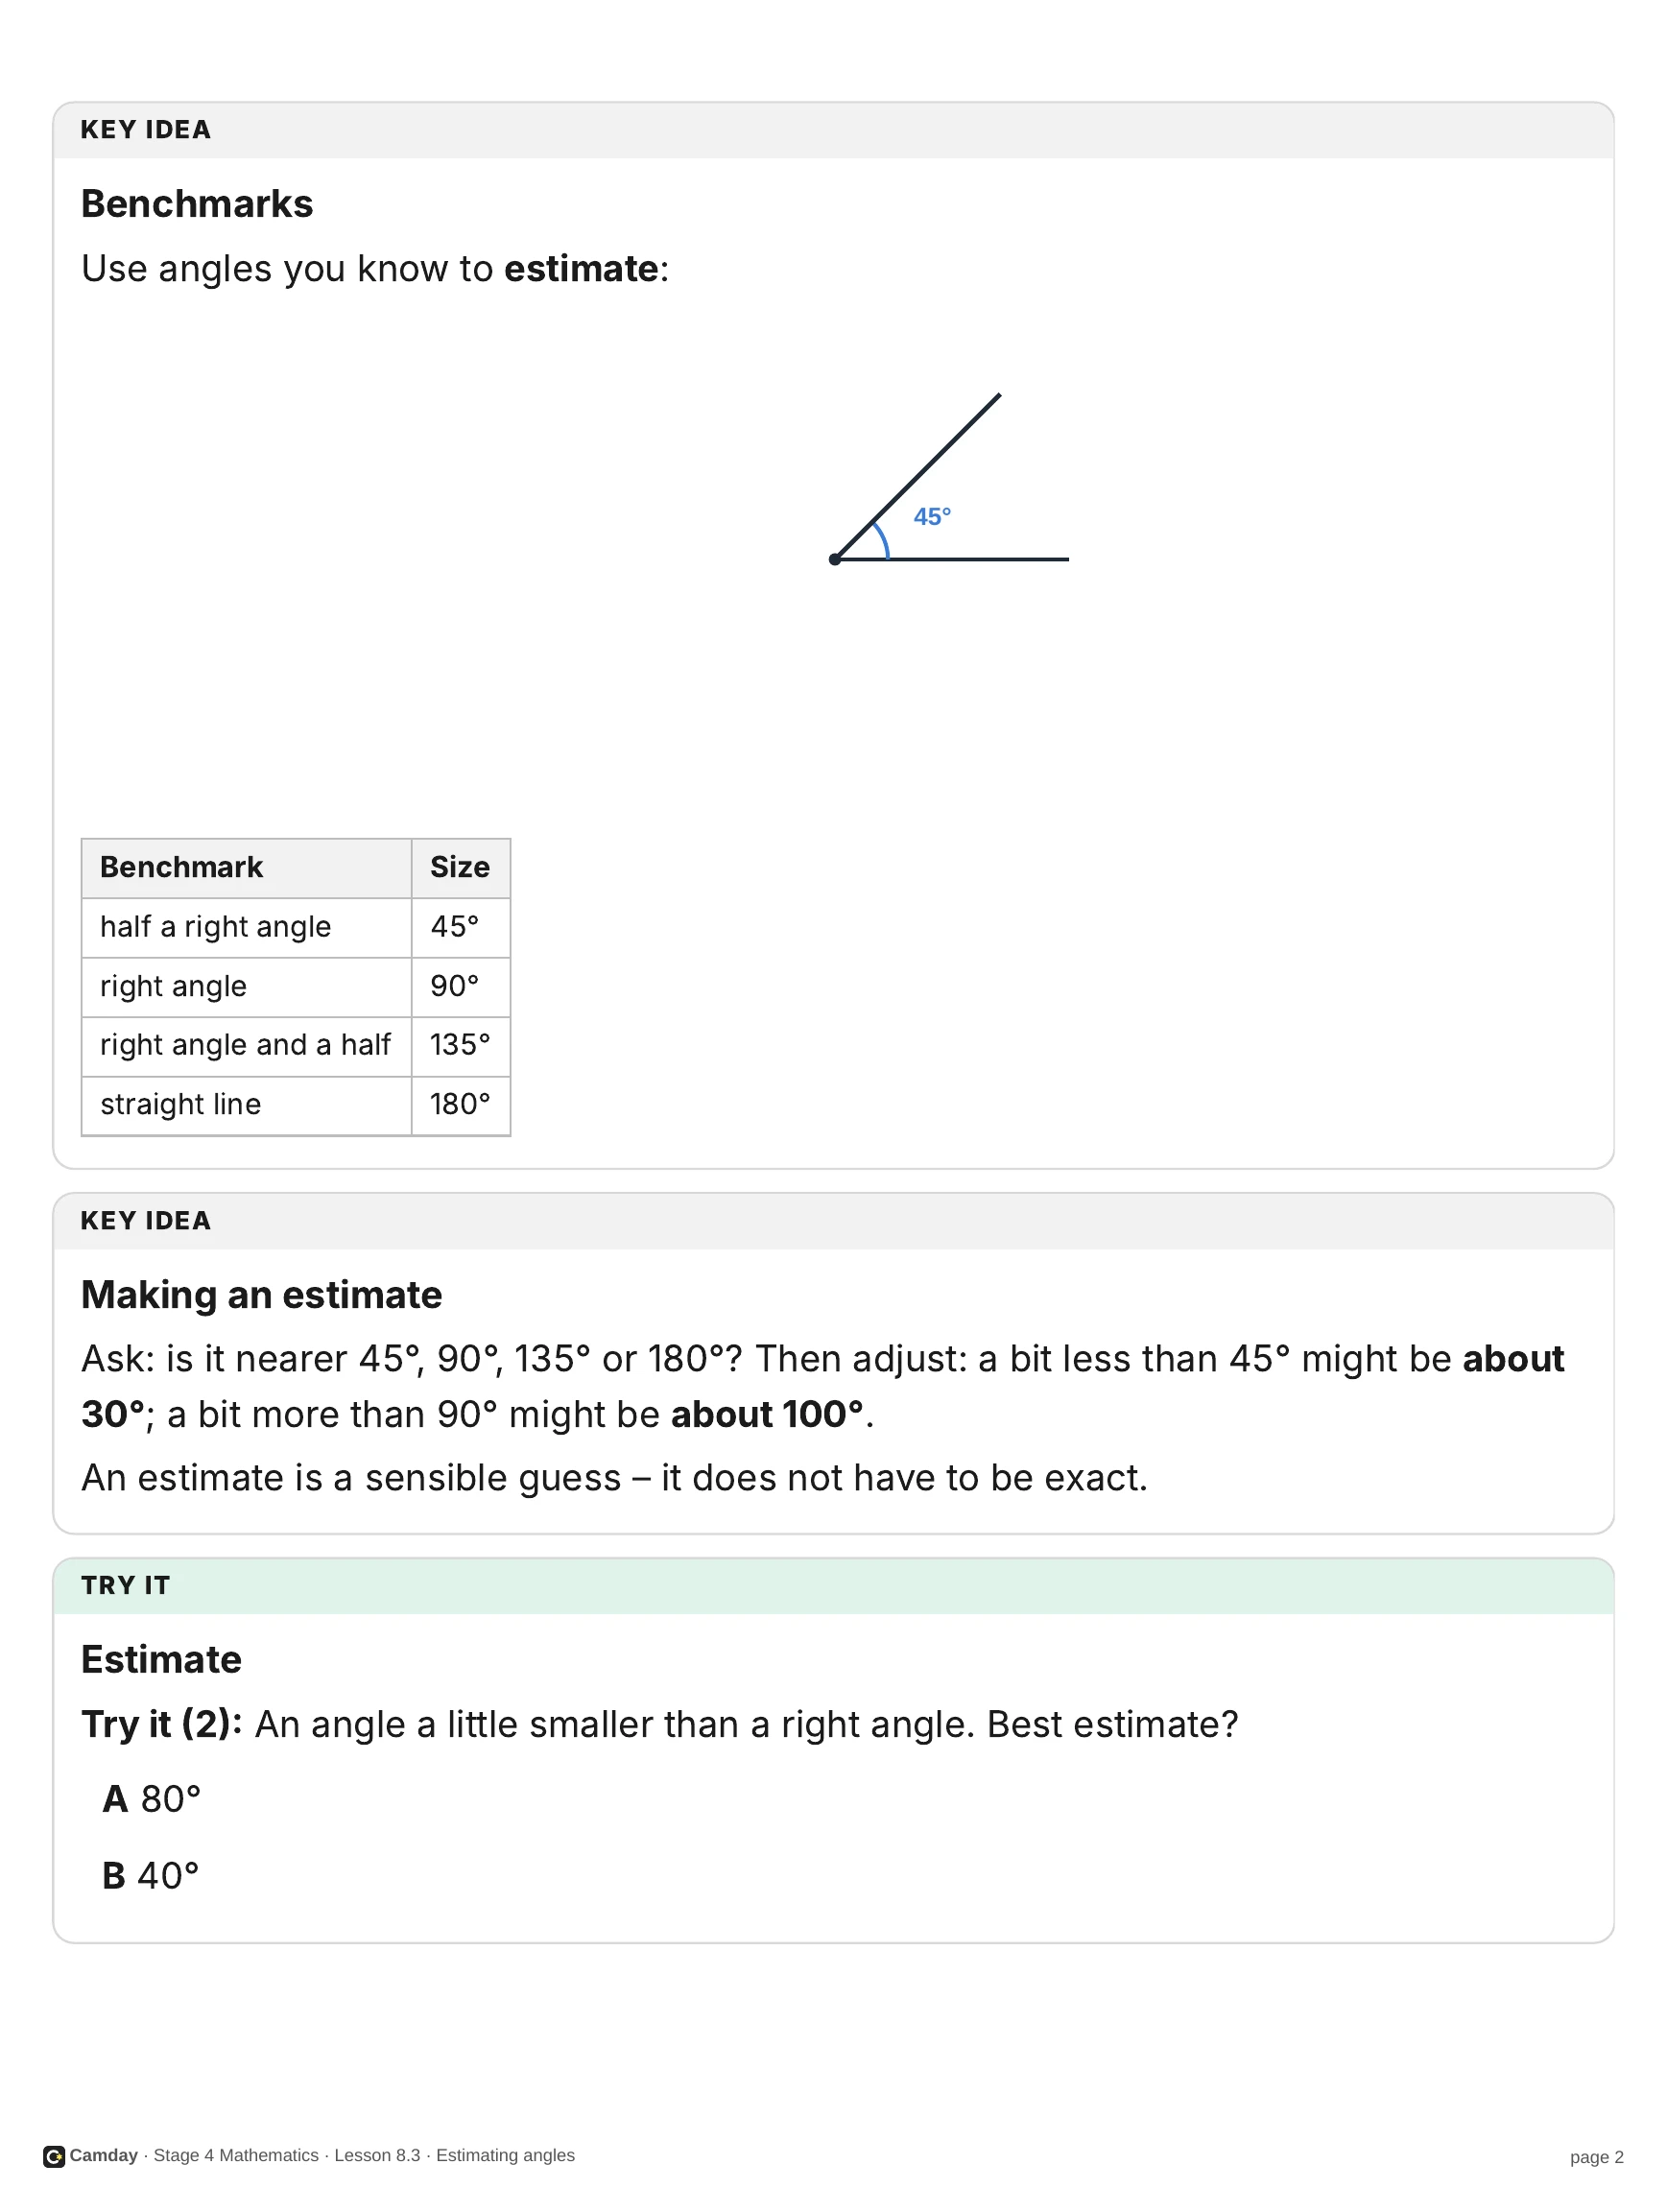 KEY IDEA
Benchmarks
Use angles you know to estimate:
45°
Benchmark Size
half a right angle 45°
right angle 90°
right angle and a half 135°
straight line 180°
KEY IDEA
Making an estimate
Ask: is it nearer 45°, 90°, 135° or 180°? Then adjust: a bit less than 45° might be about
30°; a bit more than 90° might be about 100°.
An estimate is a sensible guess – it does not have to be exact.
TRY IT
Estimate
Try it (2): An angle a little smaller than a right angle. Best estimate?
A 80°
B 40°
Camday · Stage 4 Mathematics · Lesson 8.3 · Estimating angles
page 2